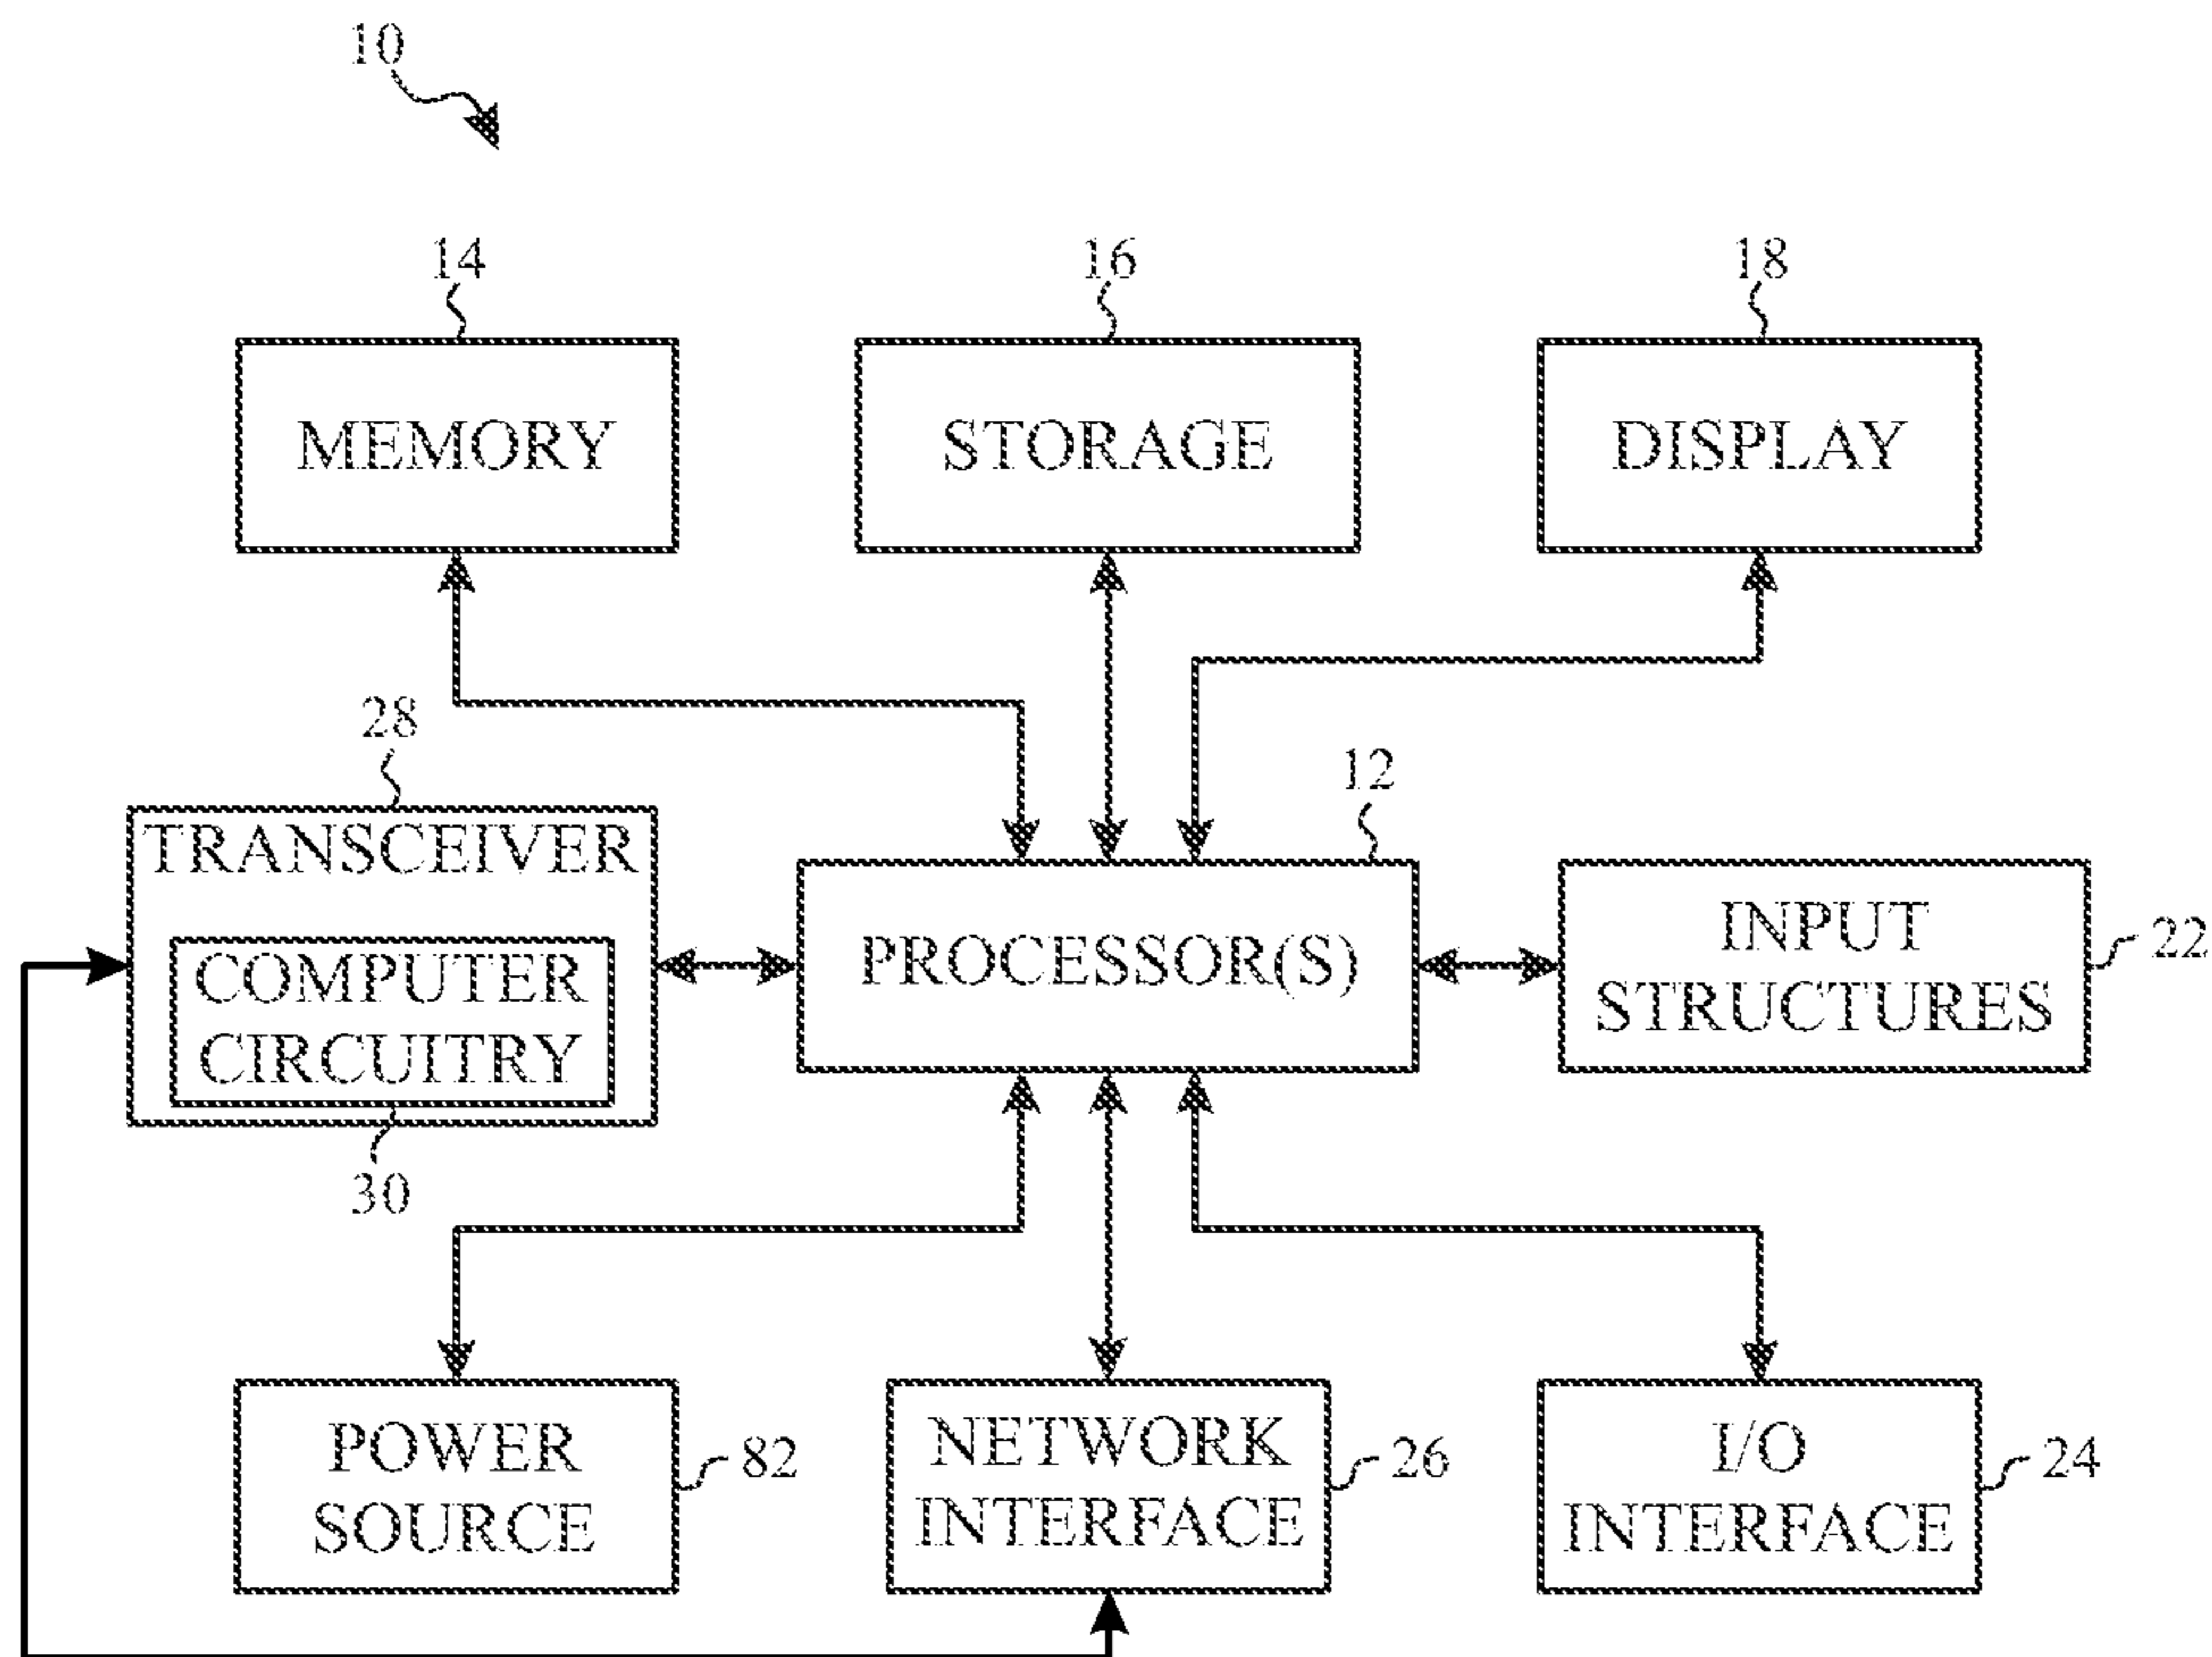 10
14
16
18
MEMORY
STORAGE
DISPLAY
28
12
TRANSCEIVER
COMPUTER
CIRCUITRY
30
PROCESSOR(S)
INPUT
STRUCTURES
22
POWER
SOURCE
82
NETWORK
INTERFACE
26
I/O
INTERFACE
24